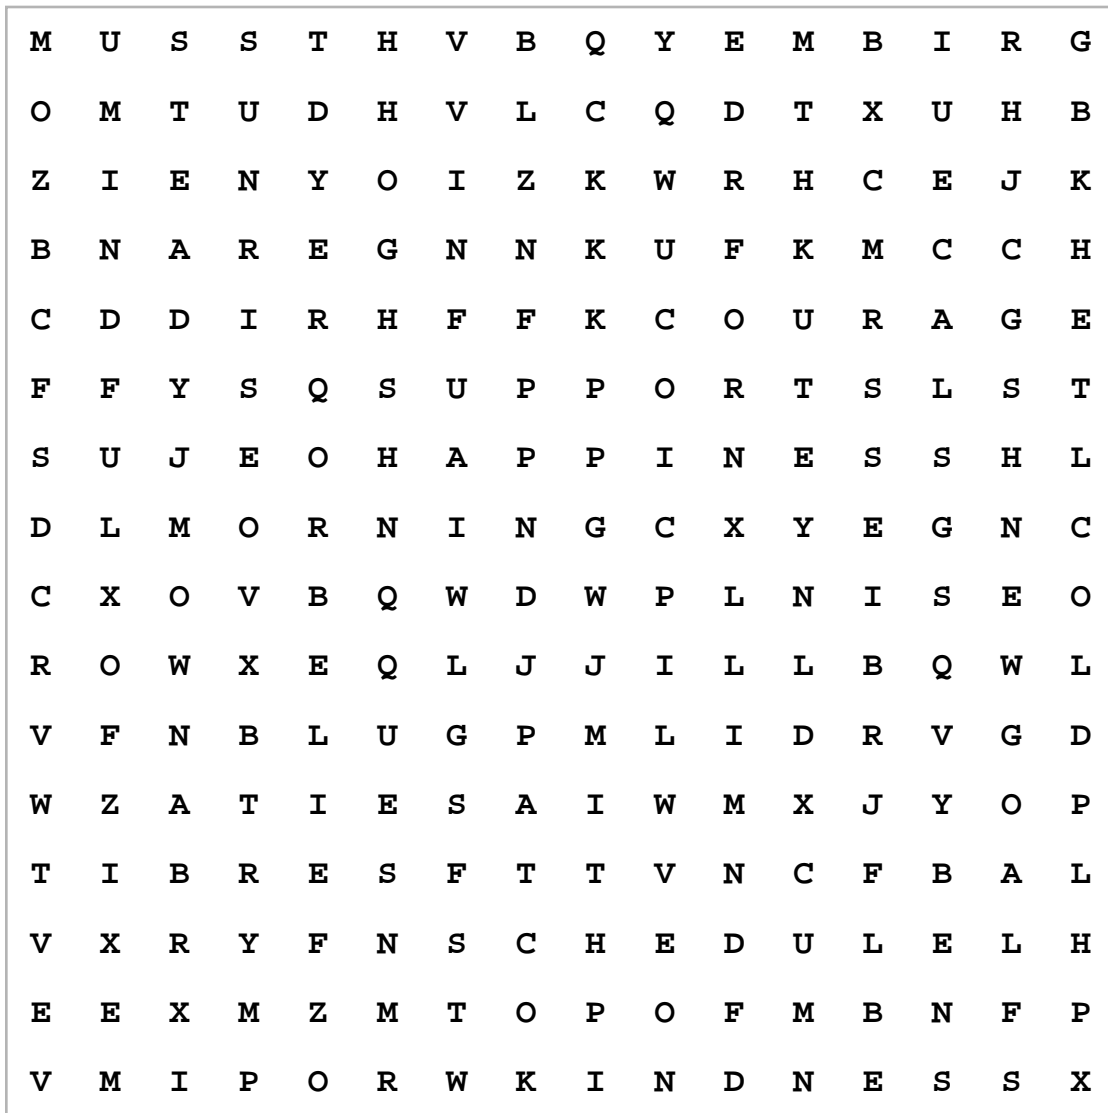 M U S S T H V B Q Y E M B I R G
O M T U D H V L C Q D T X U H B
Z I E N Y O I Z K W R H C E J K
B N A R E G N N K U F K M C C H
C D D I R H F F K C O U R A G E
F F Y S Q S U P P O R T S L S T
S U J E O H A P P I N E S S H L
D L M O R N I N G C X Y E G N C
C X O V B Q W D W P L N I S E O
R O W X E Q L J J I L L B Q W L
V F N B L U G P M L I D R V G D
W Z A T I E S A I W M X J Y O P
T I B R E S F T T V N C F B A L
V X R Y F N S C H E D U L E L H
E E X M Z M T O P O F M B N F P
V M I P O R W K I N D N E S S X